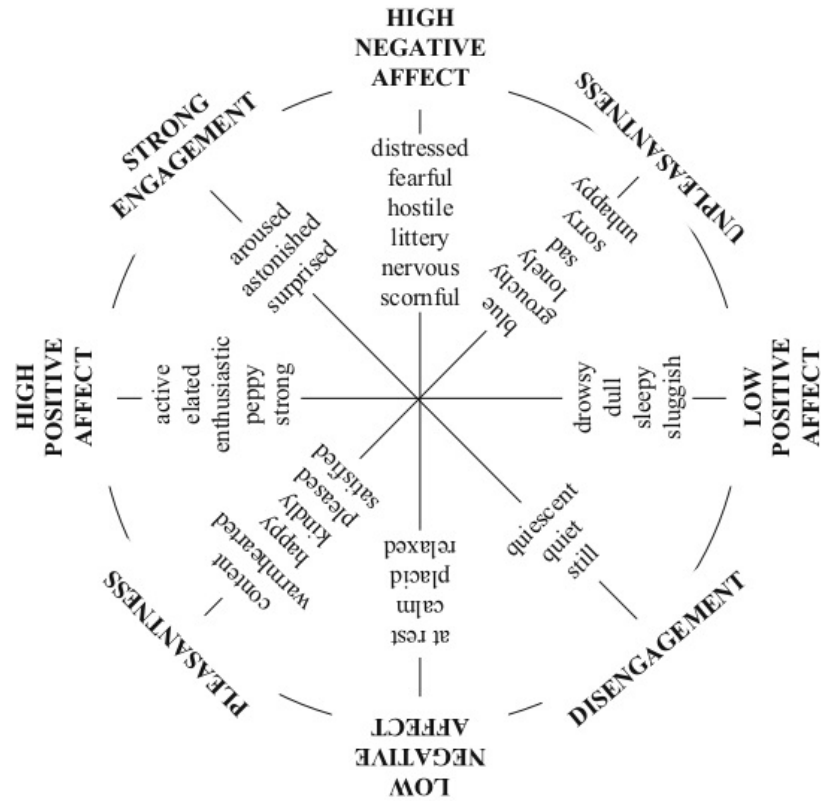 HIGH
NEGATIVE
AFFECT
distressed
fearful
hostile
littery
nervous
scornful
UNPLEASANTNESS
blue
grouchy
lonely
sad
sorry
unhappy
LOW
POSITIVE
AFFECT
drowsy
dull
sleepy
sluggish
DISENGAGEMENT
quiescent
quiet
still
LOW
NEGATIVE
AFFECT
at rest
calm
placid
relaxed
PLEASANTNESS
content
warmhearted
happy
kindly
pleased
satisfied
HIGH
POSITIVE
AFFECT
active
elated
enthusiastic
peppy
strong
STRONG
ENGAGEMENT
aroused
astonished
surprised